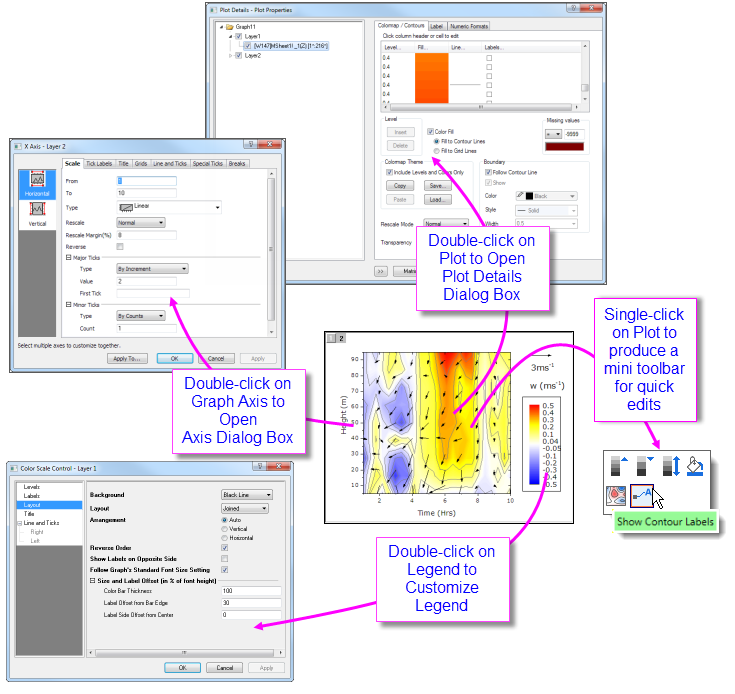 Plot Details - Plot Properties
Graph11
Layer1
[W147]MSheet1!_1(Z) [1*:216*]
Layer2
Colormap / Contours Label Numeric Formats
Click column header or cell to edit
Level... Fill... Line... Labels...
0.4
0.4
0.4
0.4
0.4
Level
Insert
Delete
Color Fill
Fill to Contour Lines
Fill to Grid Lines
Missing values
-9999
Colormap Theme
Include Levels and Colors Only
Copy Save...
Paste Load...
Boundary
Follow Contour Line
Show
Color Black
Style Solid
Width 0.5
Rescale Mode Normal
Transparency
>>
X Axis - Layer 2
Horizontal
Vertical
Scale Tick Labels Title Grids Line and Ticks Special Ticks Breaks
From 1
To 10
Type Linear
Rescale Normal
Rescale Margin(%) 8
Reverse
Major Ticks
Type By Increment
Value 2
First Tick
Minor Ticks
Type By Counts
Count 1
Select multiple axes to customize together.
Apply To... OK Cancel Apply
Double-click on
Plot to Open
Plot Details
Dialog Box
Single-click
on Plot to
produce a
mini toolbar
for quick
edits
Double-click on
Graph Axis to
Open
Axis Dialog Box
1 2
Height (m)
90
80
70
60
50
40
30
20
10
2 4 6 8 10
Time (Hrs)
3ms-1
w (ms-1)
0.5
0.4
0.3
0.2
0.1
0.04
-0.05
-0.1
-0.2
-0.3
-0.4
-0.5
Show Contour Labels
Color Scale Control - Layer 1
Levels
Labels
Layout
Title
Line and Ticks
Right
Left
Background Black Line
Layout Joined
Arrangement Auto
Vertical
Horizontal
Reverse Order
Show Labels on Opposite Side
Follow Graph's Standard Font Size Setting
Size and Label Offset (in % of font height)
Color Bar Thickness 100
Label Offset from Bar Edge 30
Label Side Offset from Center 0
OK Cancel Apply
Double-click on
Legend to
Customize
Legend